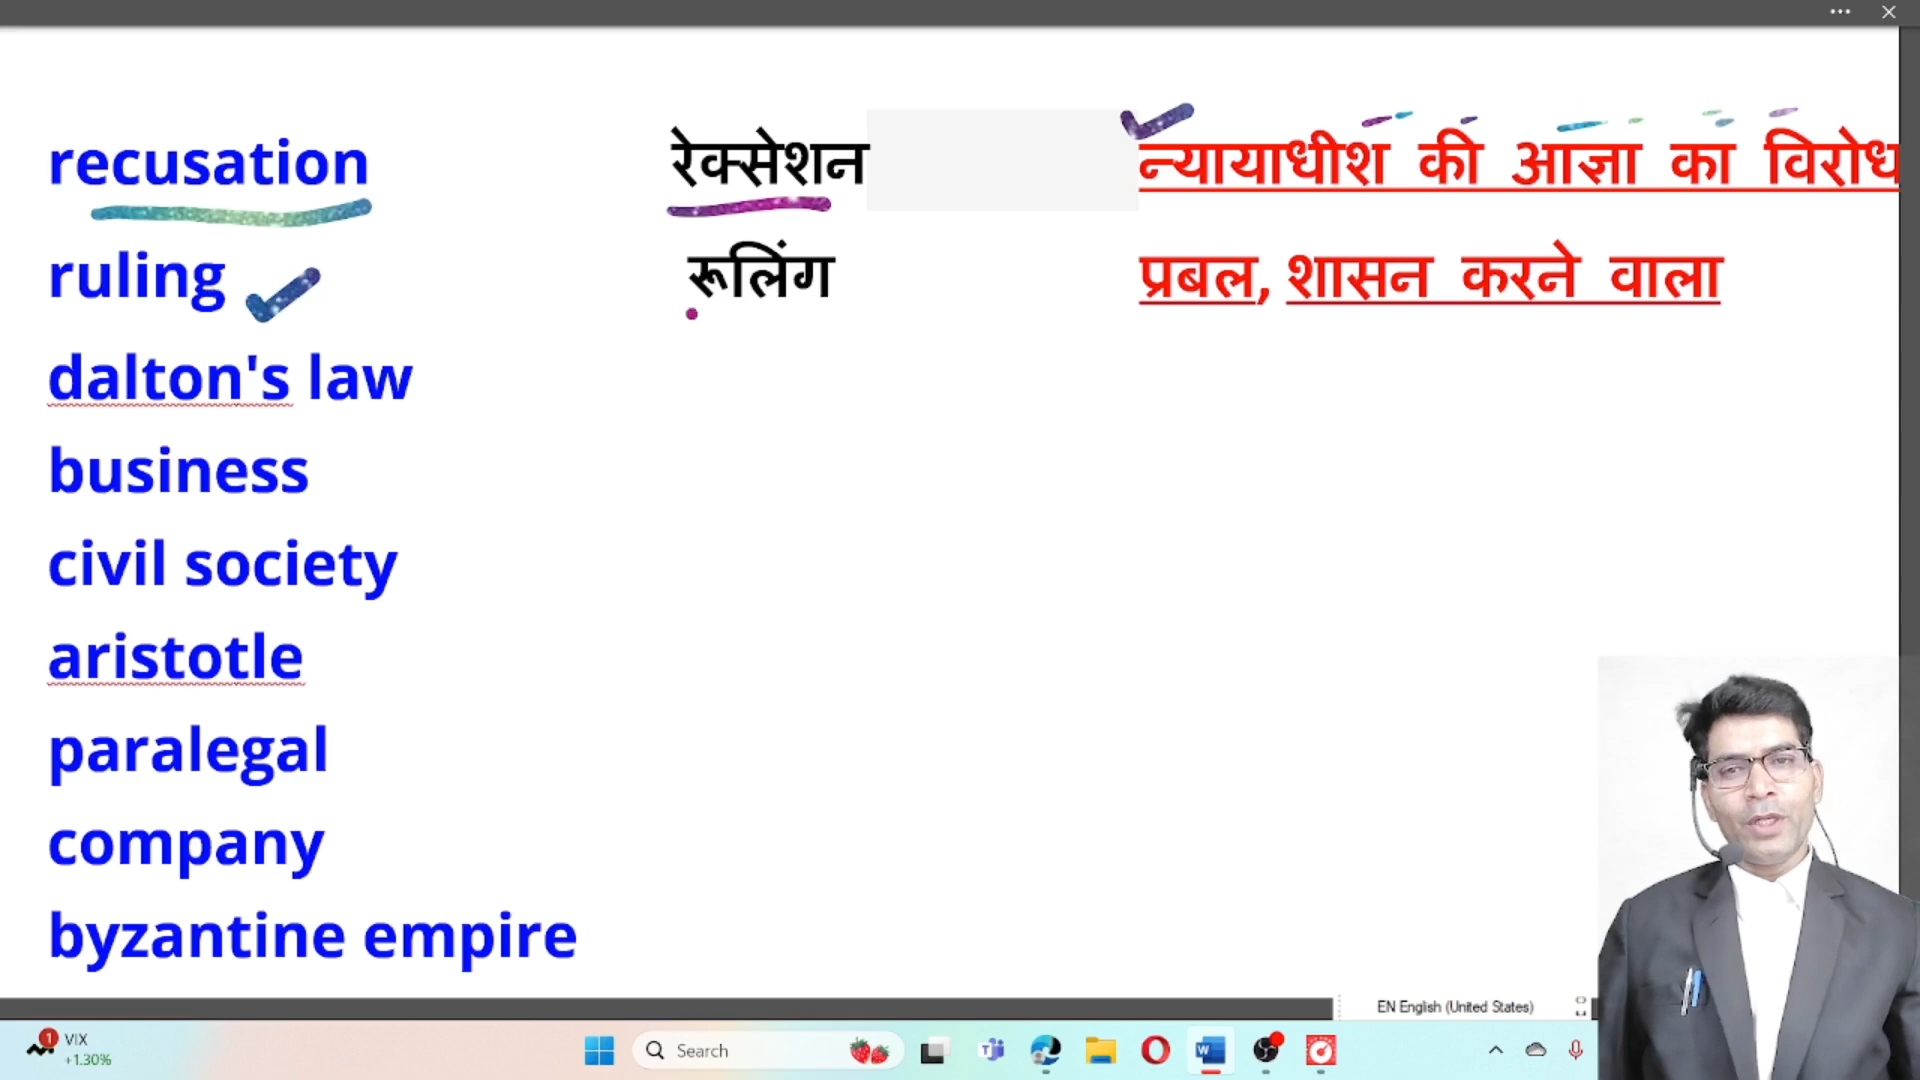 recusation रेक्सेशन न्यायाधीश की आज्ञा का विरोध
ruling रूलिंग प्रबल, शासन करने वाला
dalton's law
business
civil society
aristotle
paralegal
company
byzantine empire
EN English (United States)
1 VIX
+1.30%
Search